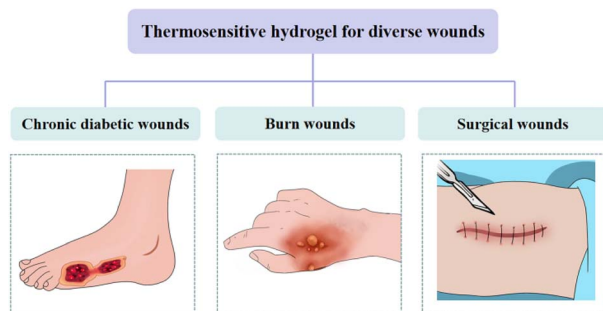 Thermosensitive hydrogel for diverse wounds
Chronic diabetic wounds
Burn wounds
Surgical wounds